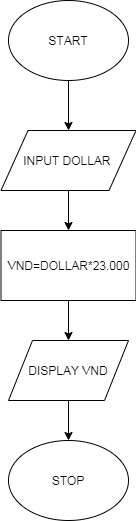 START
INPUT DOLLAR
VND=DOLLAR*23.000
DISPLAY VND
STOP